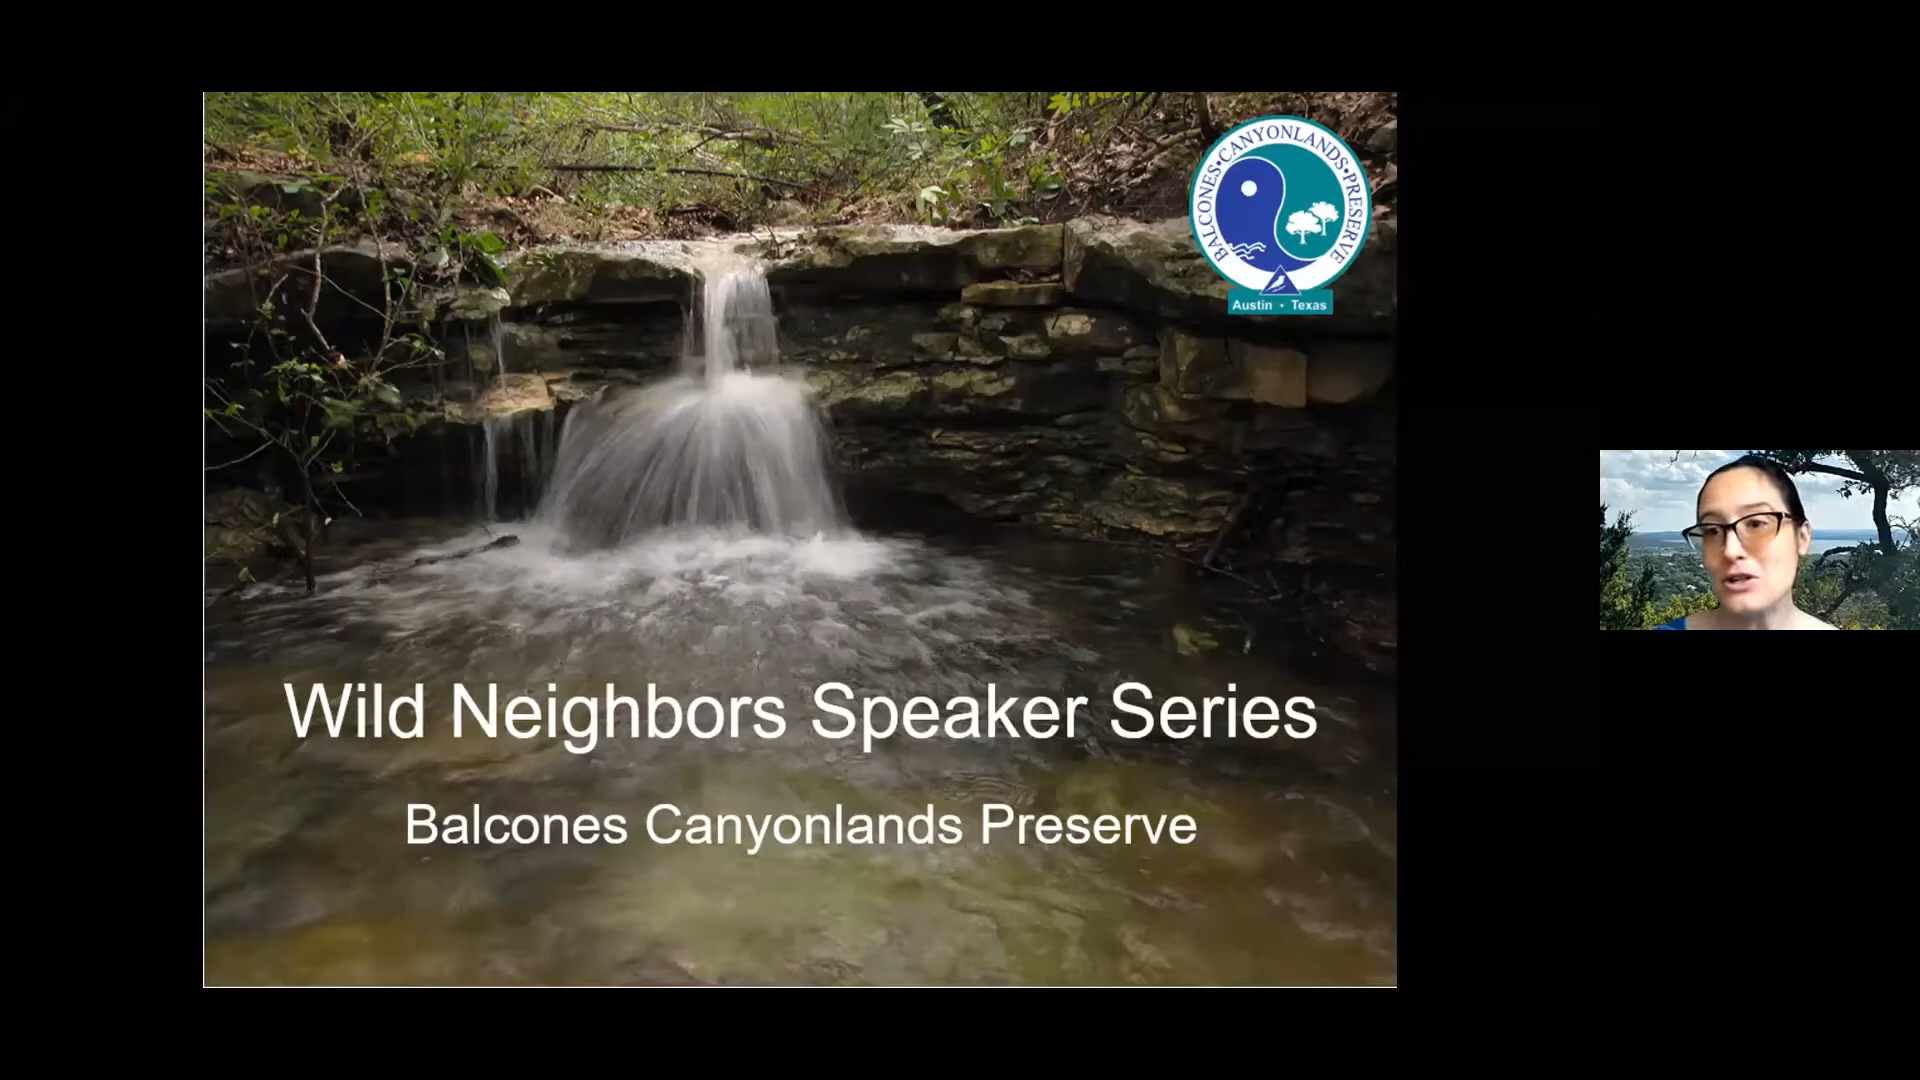 BALCONES•CANYONLANDS•PRESERVE
Austin • Texas
Wild Neighbors Speaker Series
Balcones Canyonlands Preserve